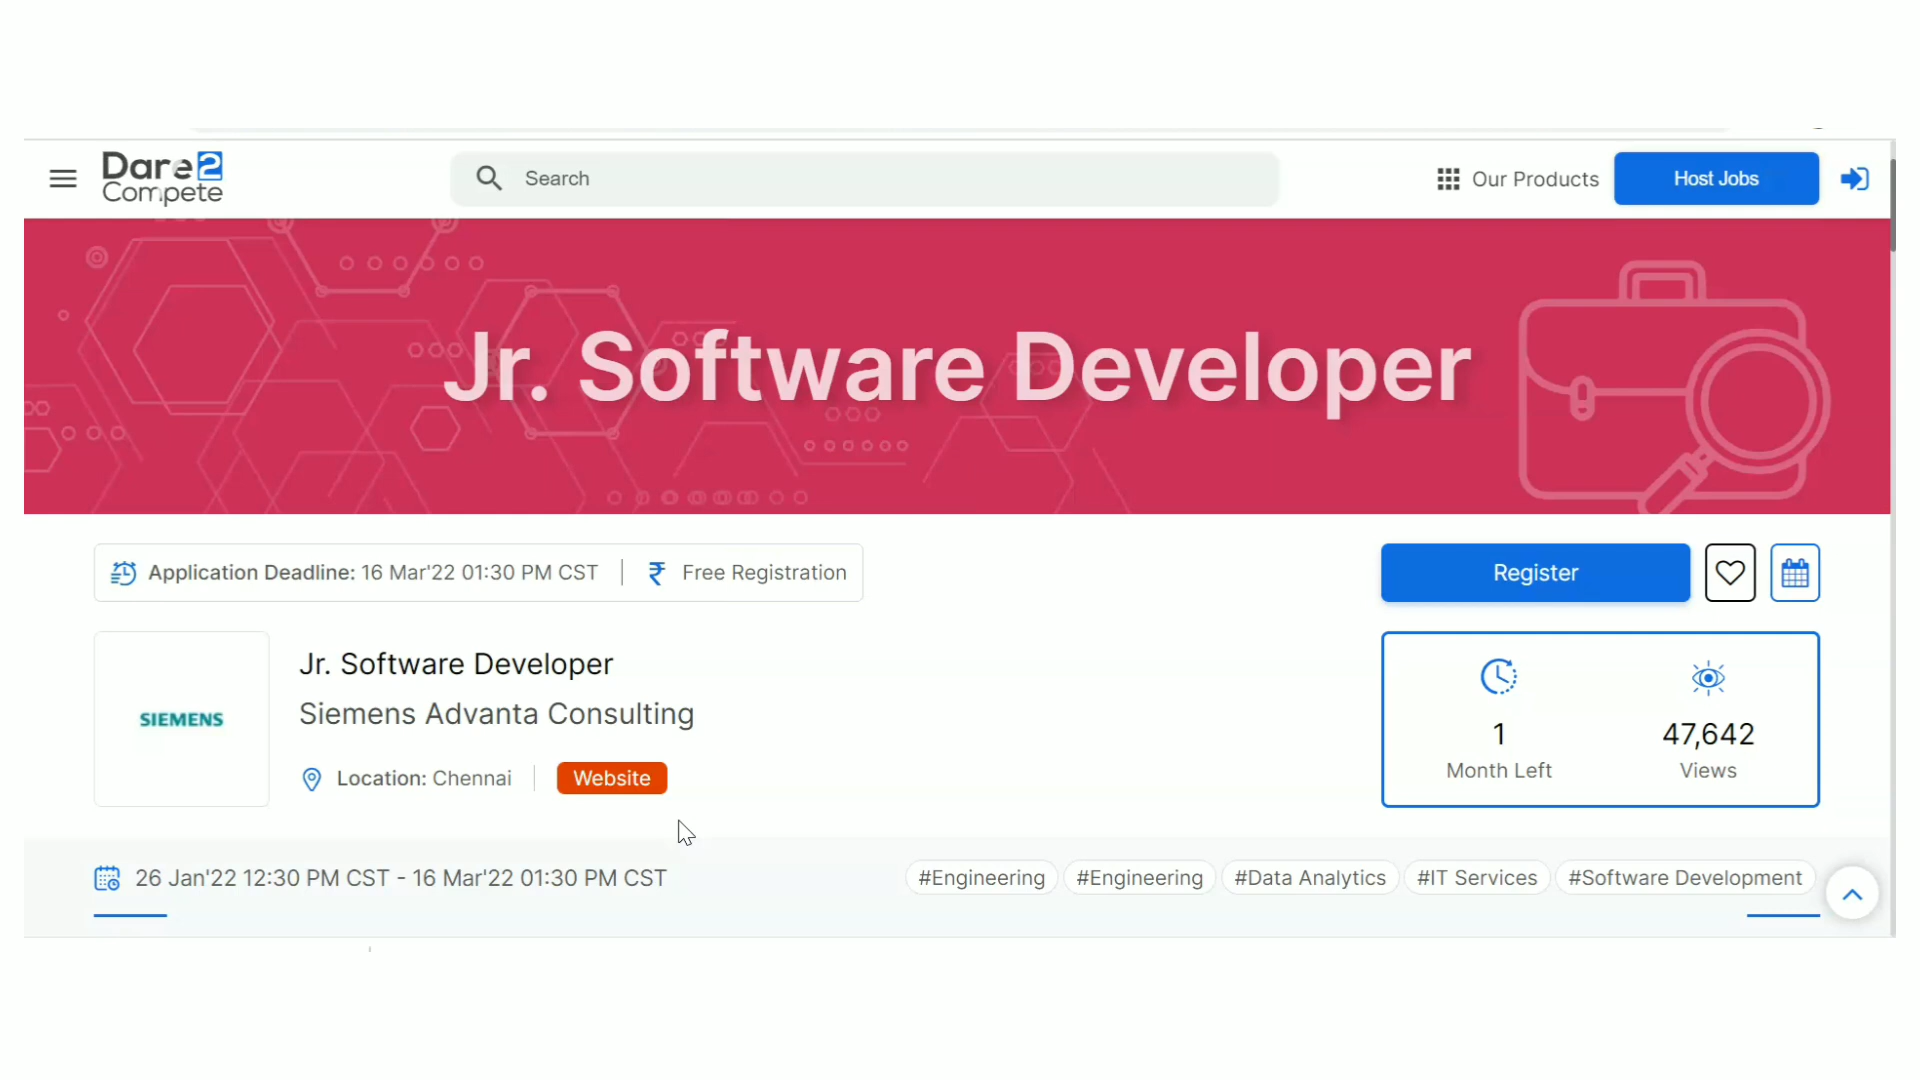 Dare2
Compete
Search
Our Products
Host Jobs
Jr. Software Developer
Application Deadline: 16 Mar'22 01:30 PM CST
Free Registration
Register
SIEMENS
Jr. Software Developer
Siemens Advanta Consulting
Location: Chennai
Website
1
Month Left
47,642
Views
26 Jan'22 12:30 PM CST - 16 Mar'22 01:30 PM CST
#Engineering
#Engineering
#Data Analytics
#IT Services
#Software Development